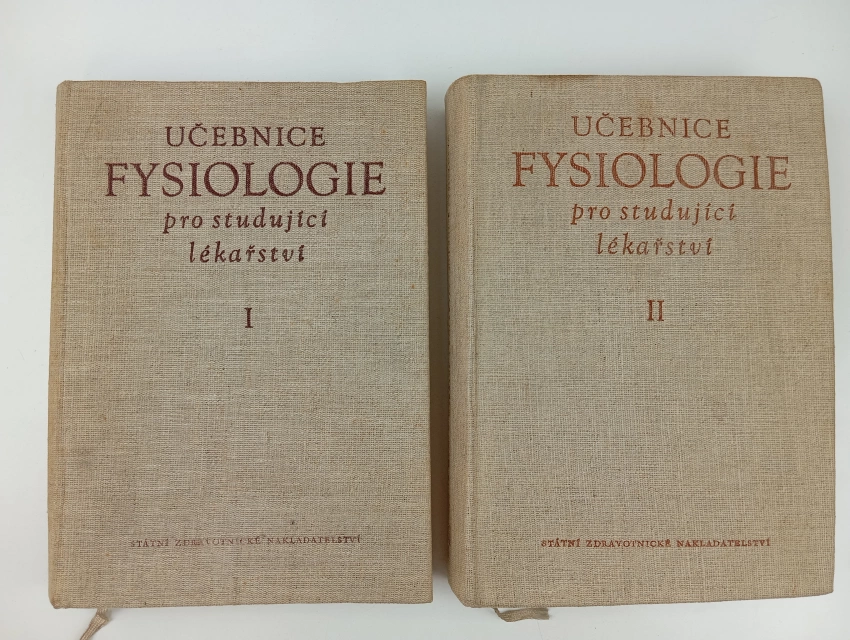 UČEBNICE
FYSIOLOGIE
pro studující
lékařství
I
STÁTNÍ ZDRAVOTNICKÉ NAKLADATELSTVÍ
UČEBNICE
FYSIOLOGIE
pro studující
lékařství
II
STÁTNÍ ZDRAVOTNICKÉ NAKLADATELSTVÍ